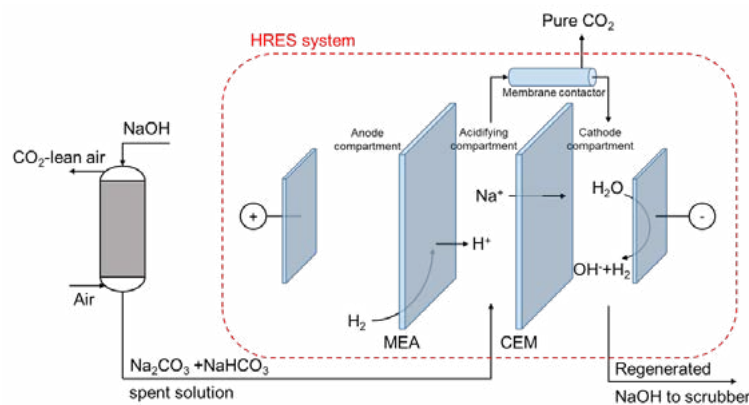 Pure CO₂
HRES system
Membrane contactor
NaOH
CO₂-lean air
Anode
compartment
Acidifying
compartment
Cathode
compartment
Na⁺
H₂O
+
-
H⁺
OH⁻+H₂
Air
H₂
MEA
CEM
Na₂CO₃ +NaHCO₃
spent solution
Regenerated
NaOH to scrubber